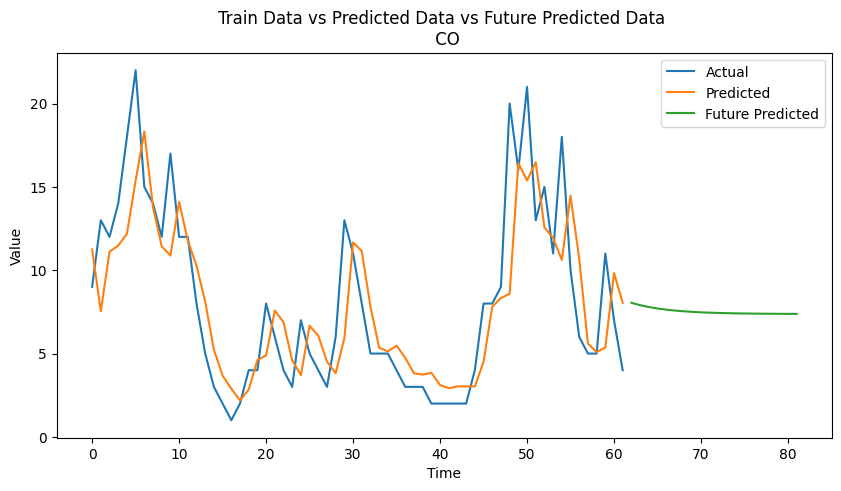 Train Data vs Predicted Data vs Future Predicted Data
CO
Actual
Predicted
Future Predicted
Value
20
15
10
5
0
0 10 20 30 40 50 60 70 80
Time